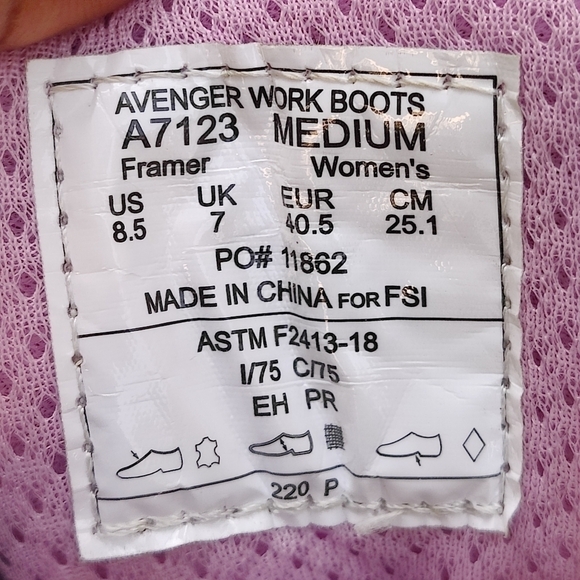 AVENGER WORK BOOTS
A7123 MEDIUM
Framer Women's
US UK EUR CM
8.5 7 40.5 25.1
PO# 11862
MADE IN CHINA FOR FSI
ASTM F2413-18
I/75 C/75
EH PR
220 P